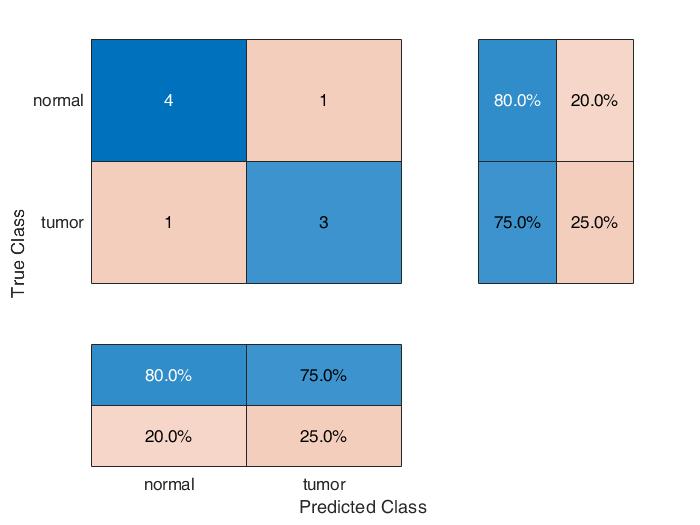 normal 4 1 80.0% 20.0%
tumor 1 3 75.0% 25.0%
True Class
80.0% 75.0%
20.0% 25.0%
normal tumor
Predicted Class